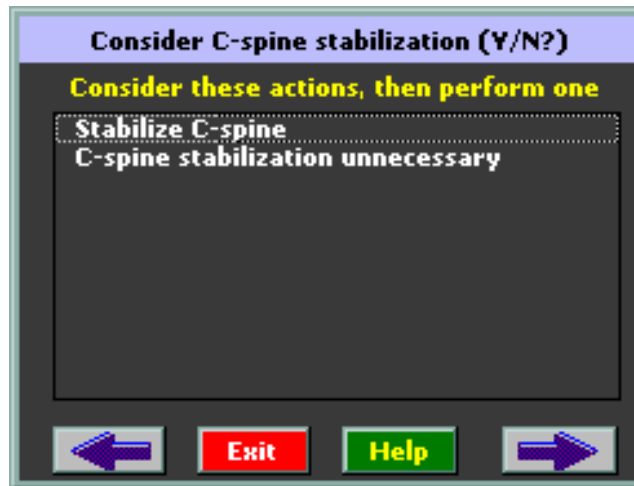 Consider C-spine stabilization (Y/N?)
Consider these actions, then perform one
Stabilize C-spine
C-spine stabilization unnecessary
Exit
Help